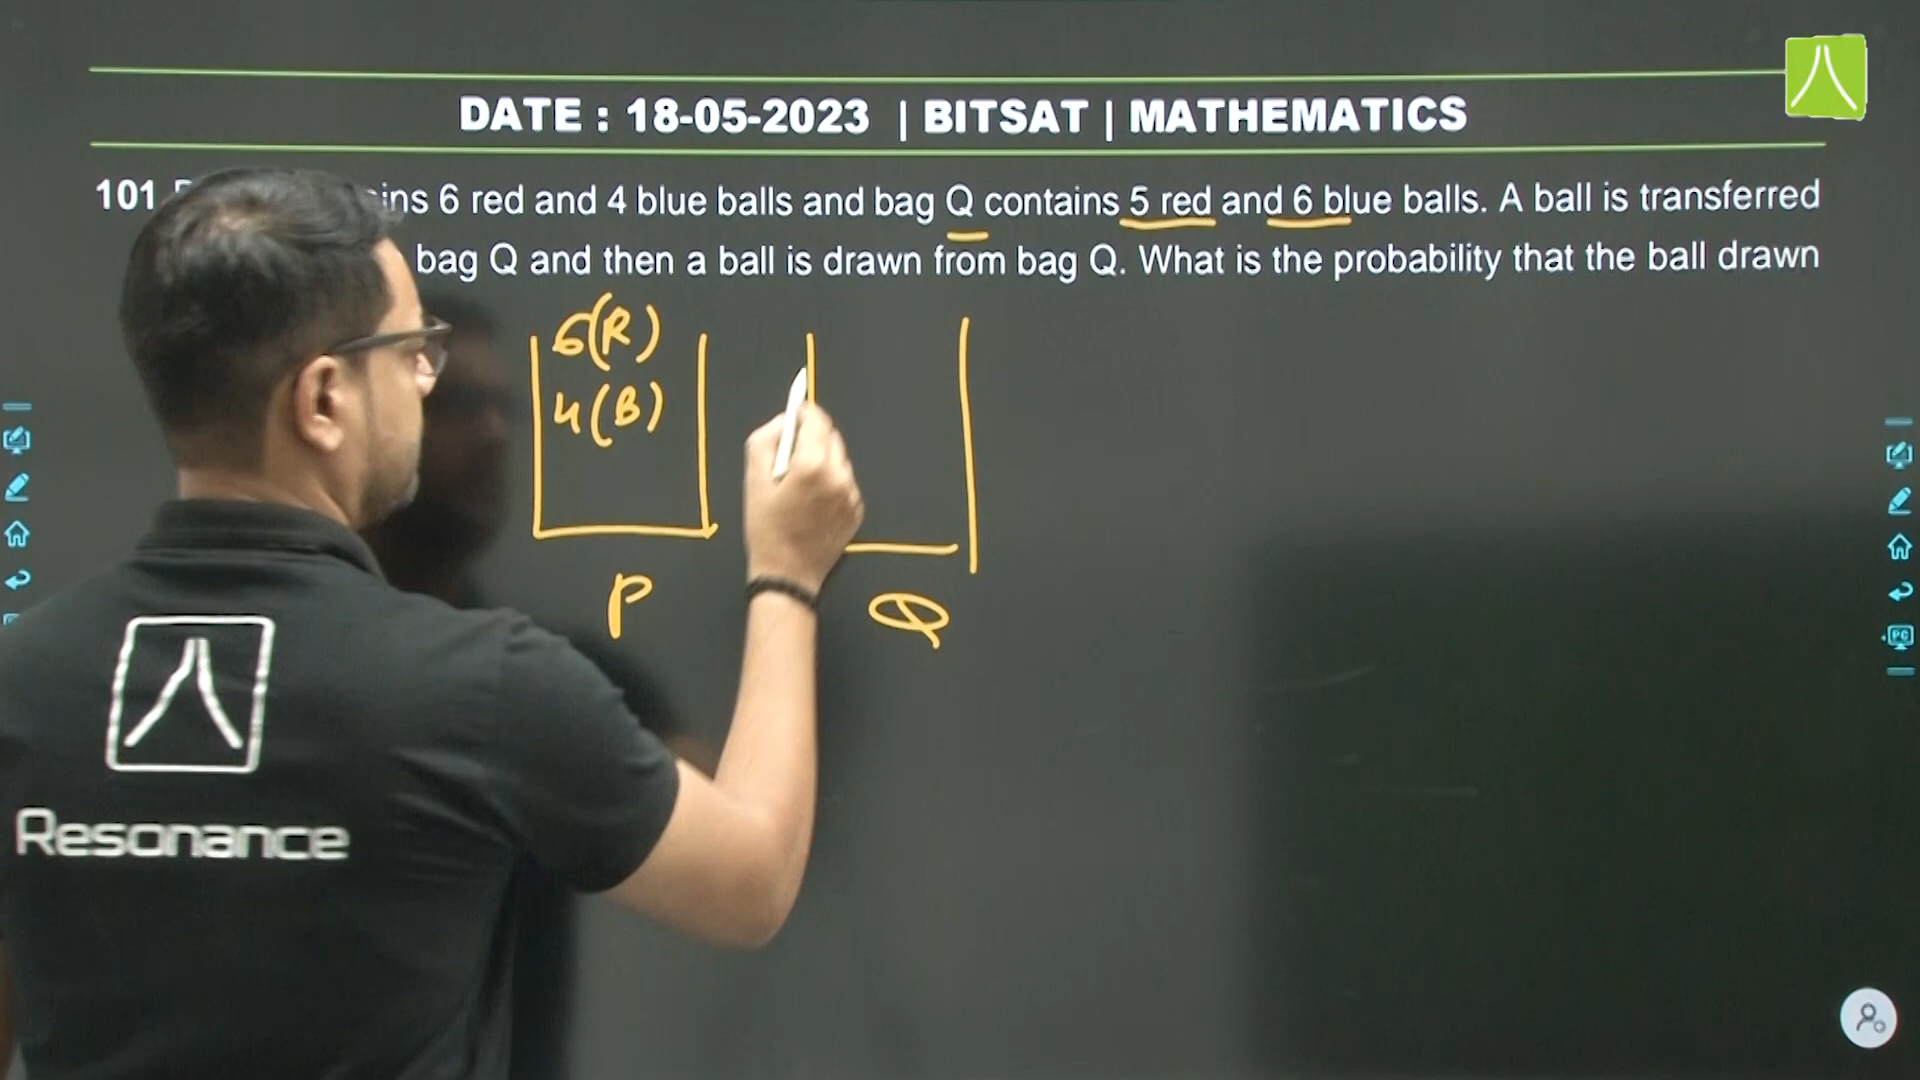 DATE : 18-05-2023 | BITSAT | MATHEMATICS
101 6 red and 4 blue balls and bag Q contains 5 red and 6 blue balls. A ball is transferred
bag Q and then a ball is drawn from bag Q. What is the probability that the ball drawn
6(R)
4(B)
P
Q
Resonance
PC